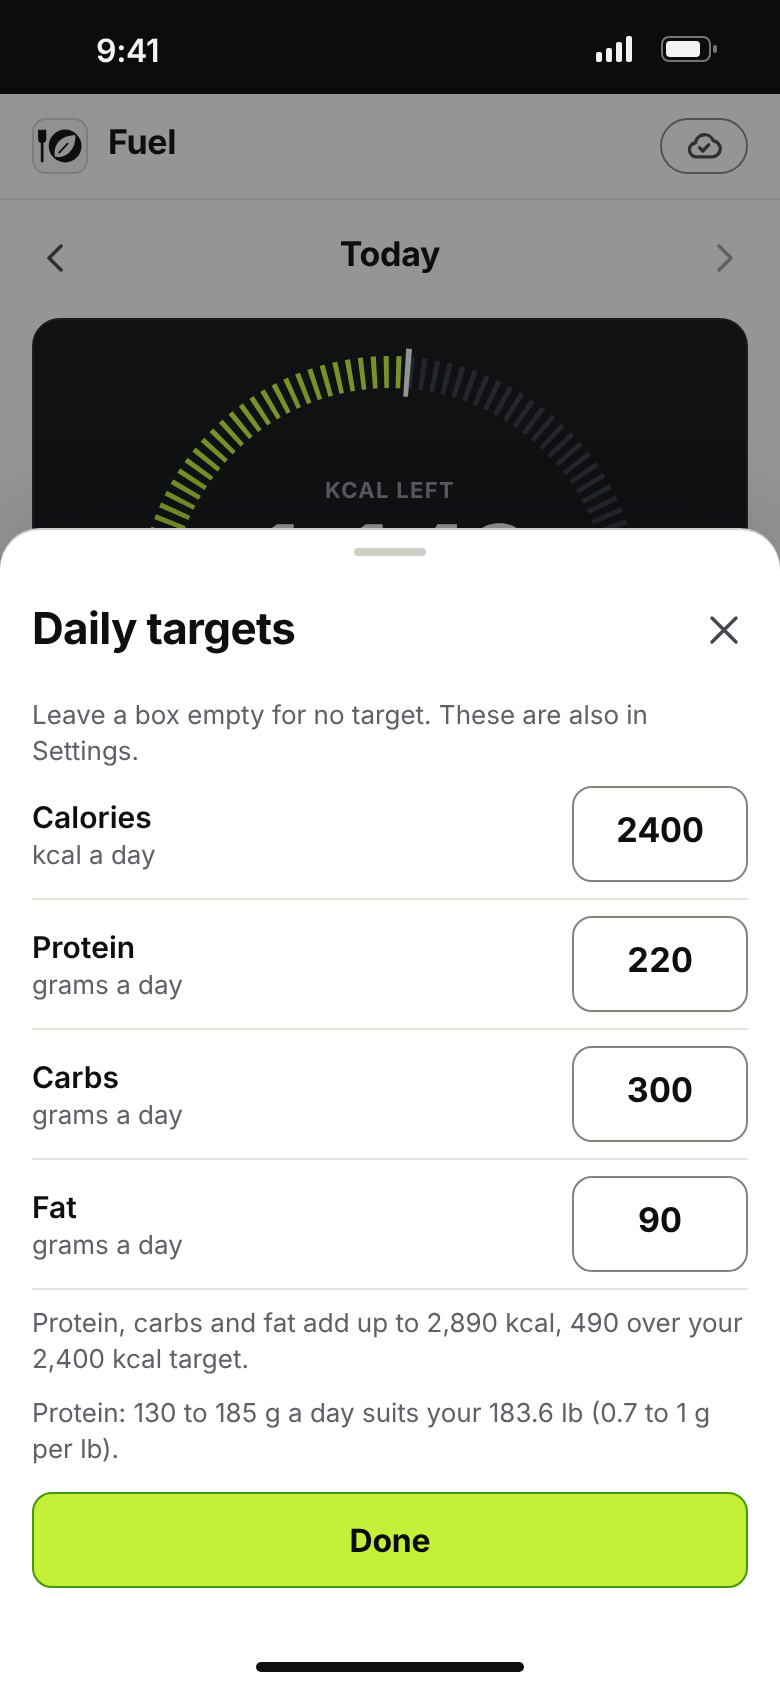 9:41
Fuel
Today
KCAL LEFT
Daily targets
Leave a box empty for no target. These are also in
Settings.
Calories
2400
kcal a day
Protein
220
grams a day
Carbs
300
grams a day
Fat
90
grams a day
Protein, carbs and fat add up to 2,890 kcal, 490 over your
2,400 kcal target.
Protein: 130 to 185 g a day suits your 183.6 lb (0.7 to 1 g
per lb).
Done